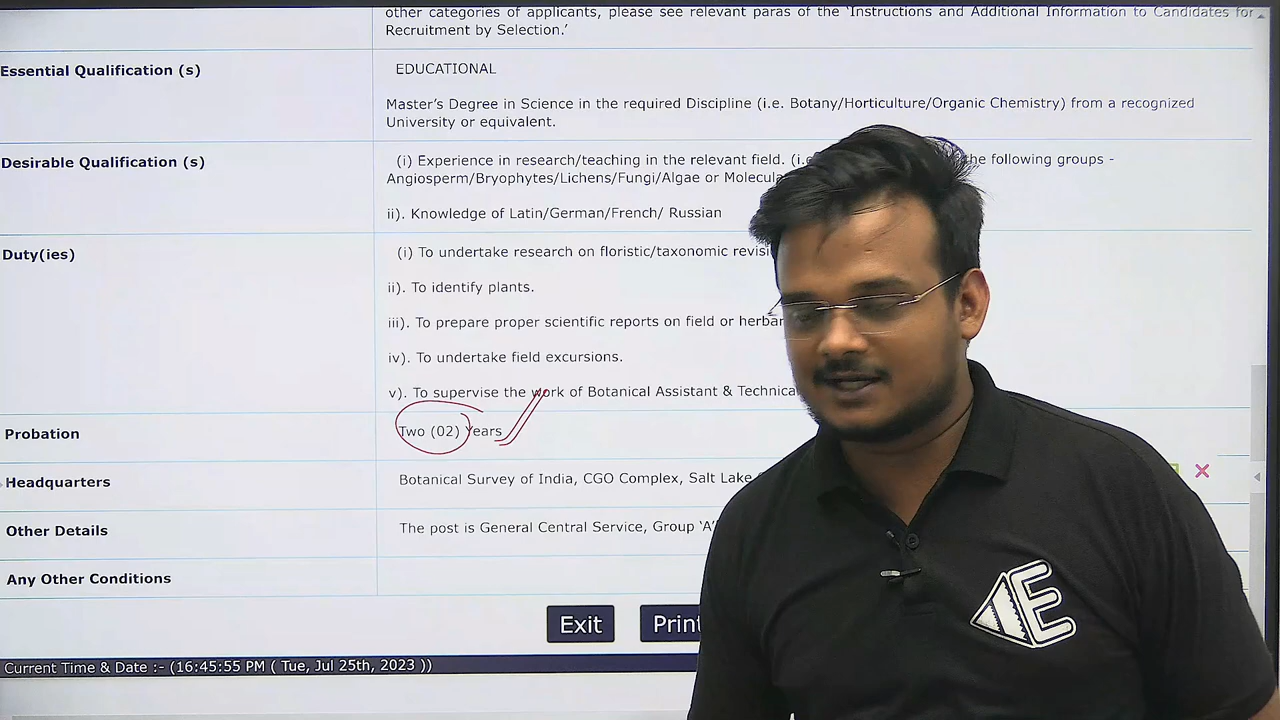 other categories of applicants, please see relevant paras of the 'Instructions and Additional Information to Candidates for
Recruitment by Selection.'
Essential Qualification (s)
EDUCATIONAL
Master's Degree in Science in the required Discipline (i.e. Botany/Horticulture/Organic Chemistry) from a recognized
University or equivalent.
Desirable Qualification (s)
(i) Experience in research/teaching in the relevant field. the following groups -
Angiosperm/Bryophytes/Lichens/Fungi/Algae or
ii). Knowledge of Latin/German/French/ Russian
Duty(ies)
(i) To undertake research on floristic/taxonomic
ii). To identify plants.
iii). To prepare proper scientific reports on field or
iv). To undertake field excursions.
v). To supervise the work of Botanical Assistant &
Probation
Two (02) Years
Headquarters
Botanical Survey of India, CGO Complex, Salt Lake
Other Details
The post is General Central Service, Group 'A'
Any Other Conditions
Exit
Print
Current Time & Date :- (16:45:55 PM ( Tue, Jul 25th, 2023 ))
E